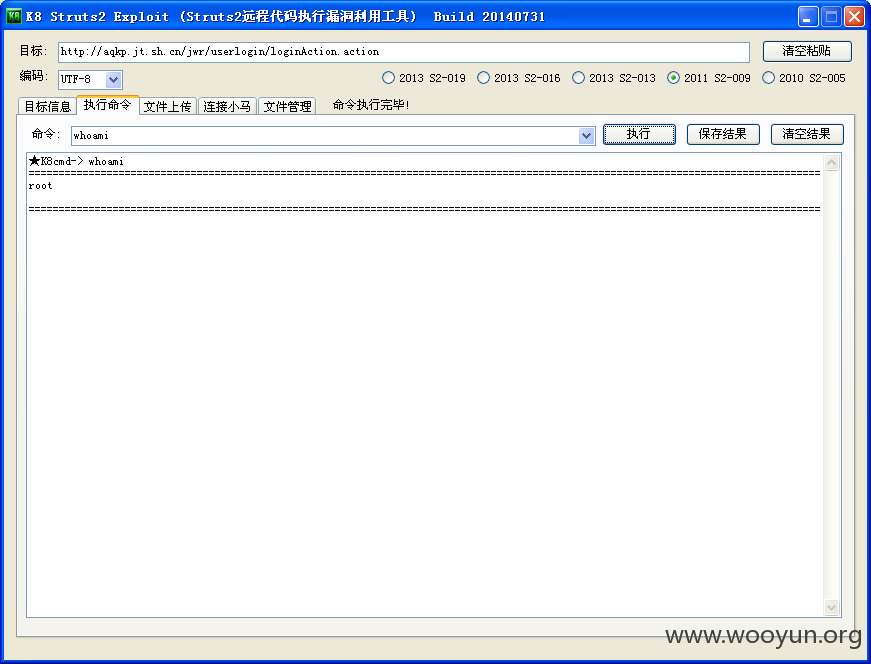 K8 K8 Struts2 Exploit (Struts2远程代码执行漏洞利用工具) Build 20140731
目标: http://aqkp.jt.sh.cn/jwr/userlogin/loginAction.action 清空粘贴
编码: UTF-8 2013 S2-019 2013 S2-016 2013 S2-013 2011 S2-009 2010 S2-005
目标信息 执行命令 文件上传 连接小马 文件管理 命令执行完毕!
命令: whoami 执行 保存结果 清空结果
★K8cmd-> whoami
====================================================================================================================================
root
====================================================================================================================================
www.wooyun.org